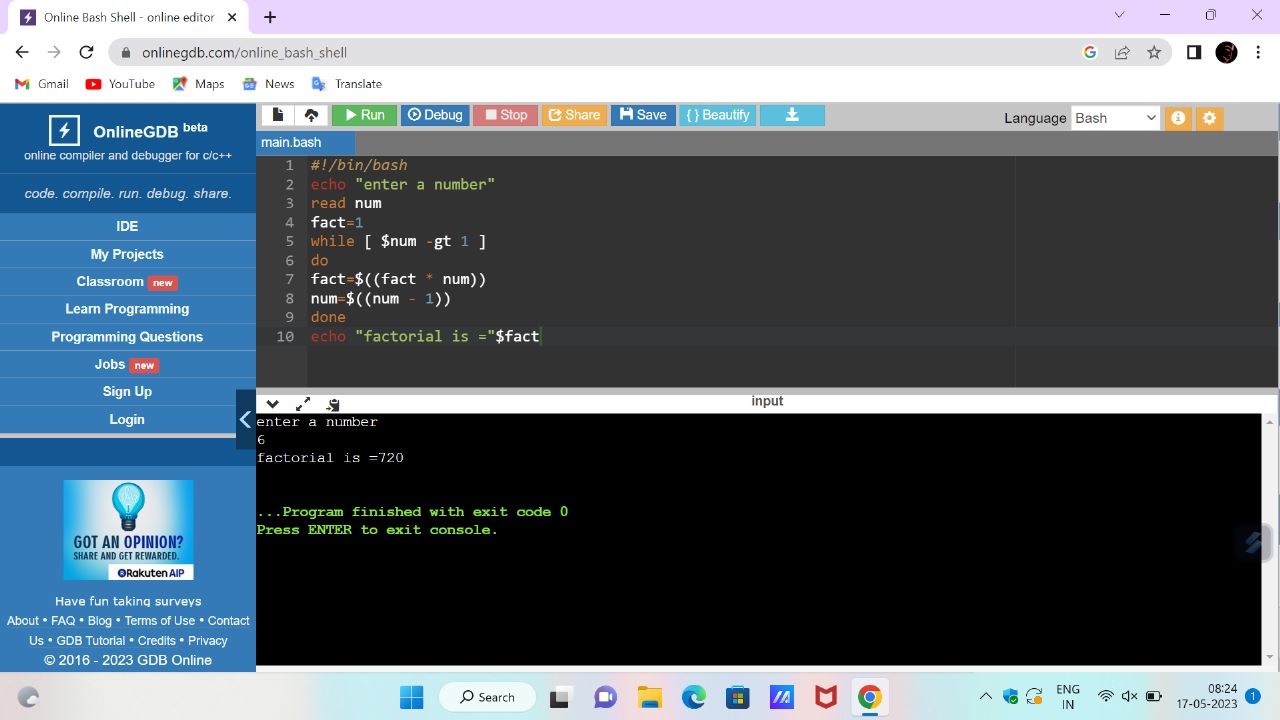 Online Bash Shell - online editor
onlinegdb.com/online_bash_shell
Gmail YouTube Maps News Translate
OnlineGDB beta
online compiler and debugger for c/c++
code. compile. run. debug. share.
IDE
My Projects
Classroom new
Learn Programming
Programming Questions
Jobs new
Sign Up
Login
GOT AN OPINION?
SHARE AND GET REWARDED.
Rakuten AIP
Have fun taking surveys
About • FAQ • Blog • Terms of Use • Contact
Us • GDB Tutorial • Credits • Privacy
© 2016 - 2023 GDB Online
Run Debug Stop Share Save { } Beautify
Language Bash
main.bash
1 #!/bin/bash
2 echo "enter a number"
3 read num
4 fact=1
5 while [ $num -gt 1 ]
6 do
7 fact=$((fact * num))
8 num=$((num - 1))
9 done
10 echo "factorial is ="$fact
input
enter a number
6
factorial is =720
...Program finished with exit code 0
Press ENTER to exit console.
Search
ENG
IN
08:24
17-05-2023
1